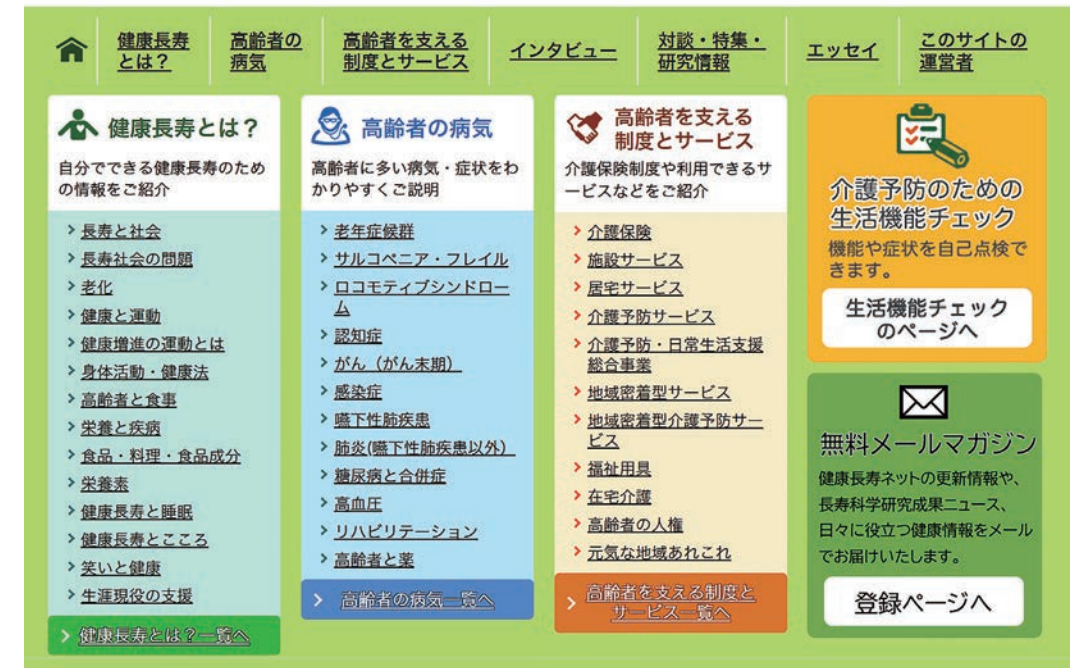 健康長寿
とは？
高齢者の
病気
高齢者を支える
制度とサービス
インタビュー
対談・特集・
研究情報
エッセイ
このサイトの
運営者
健康長寿とは？
自分でできる健康長寿のため
の情報をご紹介
長寿と社会
長寿社会の問題
老化
健康と運動
健康増進の運動とは
身体活動・健康法
高齢者と食事
栄養と疾病
食品・料理・食品成分
栄養素
健康長寿と睡眠
健康長寿とこころ
笑いと健康
生涯現役の支援
健康長寿とは？一覧へ
高齢者の病気
高齢者に多い病気・症状をわ
かりやすくご説明
老年症候群
サルコペニア・フレイル
ロコモティブシンドロー
ム
認知症
がん（がん末期）
感染症
嚥下性肺疾患
肺炎(嚥下性肺疾患以外）
糖尿病と合併症
高血圧
リハビリテーション
高齢者と薬
高齢者の病気一覧へ
高齢者を支える
制度とサービス
介護保険制度や利用できるサ
ービスなどをご紹介
介護保険
施設サービス
居宅サービス
介護予防サービス
介護予防・日常生活支援
総合事業
地域密着型サービス
地域密着型介護予防サー
ビス
福祉用具
在宅介護
高齢者の人権
元気な地域あれこれ
高齢者を支える制度と
サービス一覧へ
介護予防のための
生活機能チェック
機能や症状を自己点検で
きます。
生活機能チェック
のページへ
無料メールマガジン
健康長寿ネットの更新情報や、
長寿科学研究成果ニュース、
日々に役立つ健康情報をメール
でお届けいたします。
登録ページへ